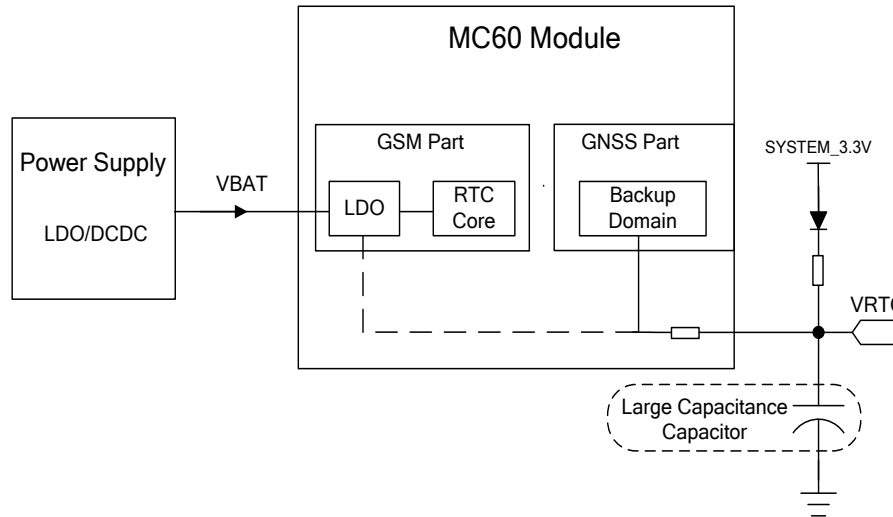 MC60 Module
GSM Part
GNSS Part
Power Supply
LDO/DCDC
VBAT
LDO
RTC
Core
Backup
Domain
SYSTEM_3.3V
VRTC
Large Capacitance
Capacitor